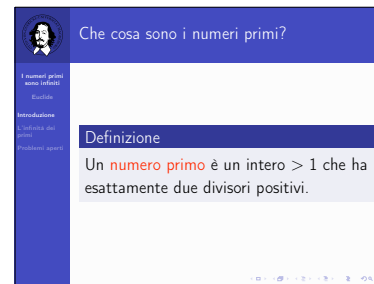 Che cosa sono i numeri primi?
I numeri primi
sono infiniti
Euclide
Introduzione
L'infinità dei
primi
Problemi aperti
Definizione
Un numero primo è un intero > 1 che ha
esattamente due divisori positivi.